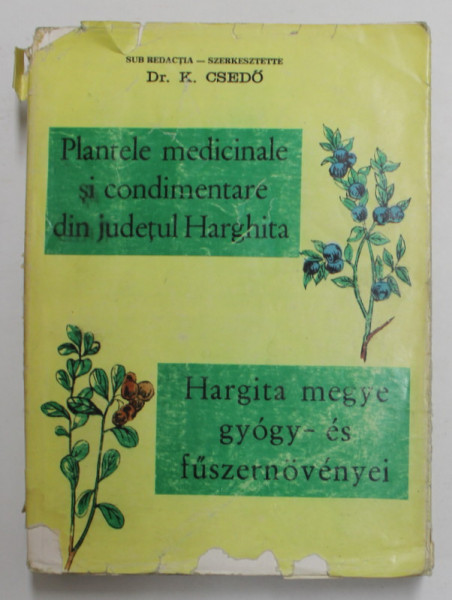 SUB REDACȚIA — SZERKESZTETTE
Dr. K. CSEDŐ
Plantele medicinale
și condimentare
din județul Harghita
Hargita megye
gyógy- és
fűszernövényei